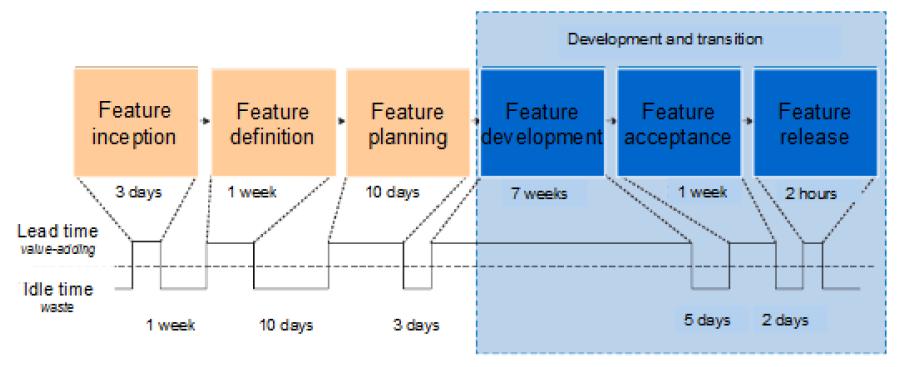 Development and transition
Feature
inception
Feature
definition
Feature
planning
Feature
development
Feature
acceptance
Feature
release
3 days
1 week
10 days
7 weeks
1 week
2 hours
Lead time
value-adding
Idle time
waste
1 week
10 days
3 days
5 days
2 days